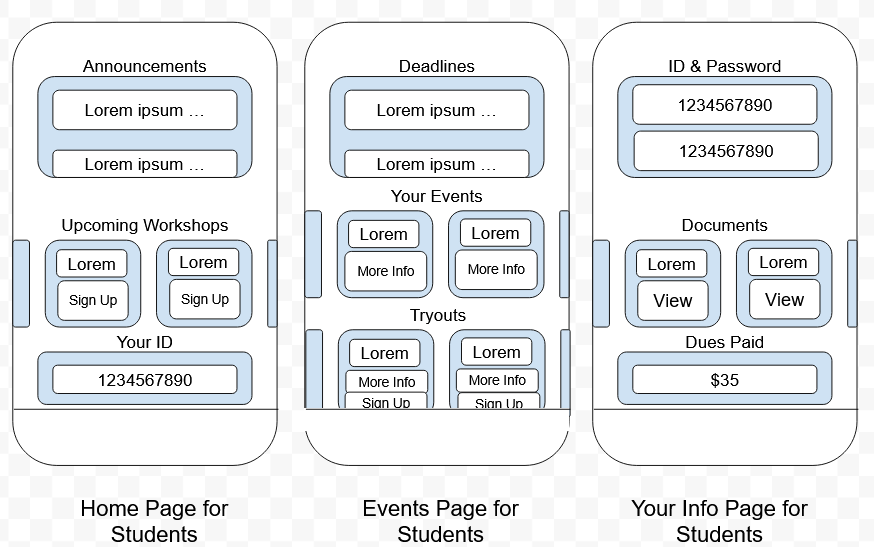 Announcements
Lorem ipsum …
Lorem ipsum …
Upcoming Workshops
Lorem
Sign Up
Lorem
Sign Up
Your ID
1234567890
Home Page for
Students
Deadlines
Lorem ipsum …
Lorem ipsum …
Your Events
Lorem
More Info
Lorem
More Info
Tryouts
Lorem
More Info
Sign Up
Lorem
More Info
Sign Up
Events Page for
Students
ID & Password
1234567890
1234567890
Documents
Lorem
View
Lorem
View
Dues Paid
$35
Your Info Page for
Students